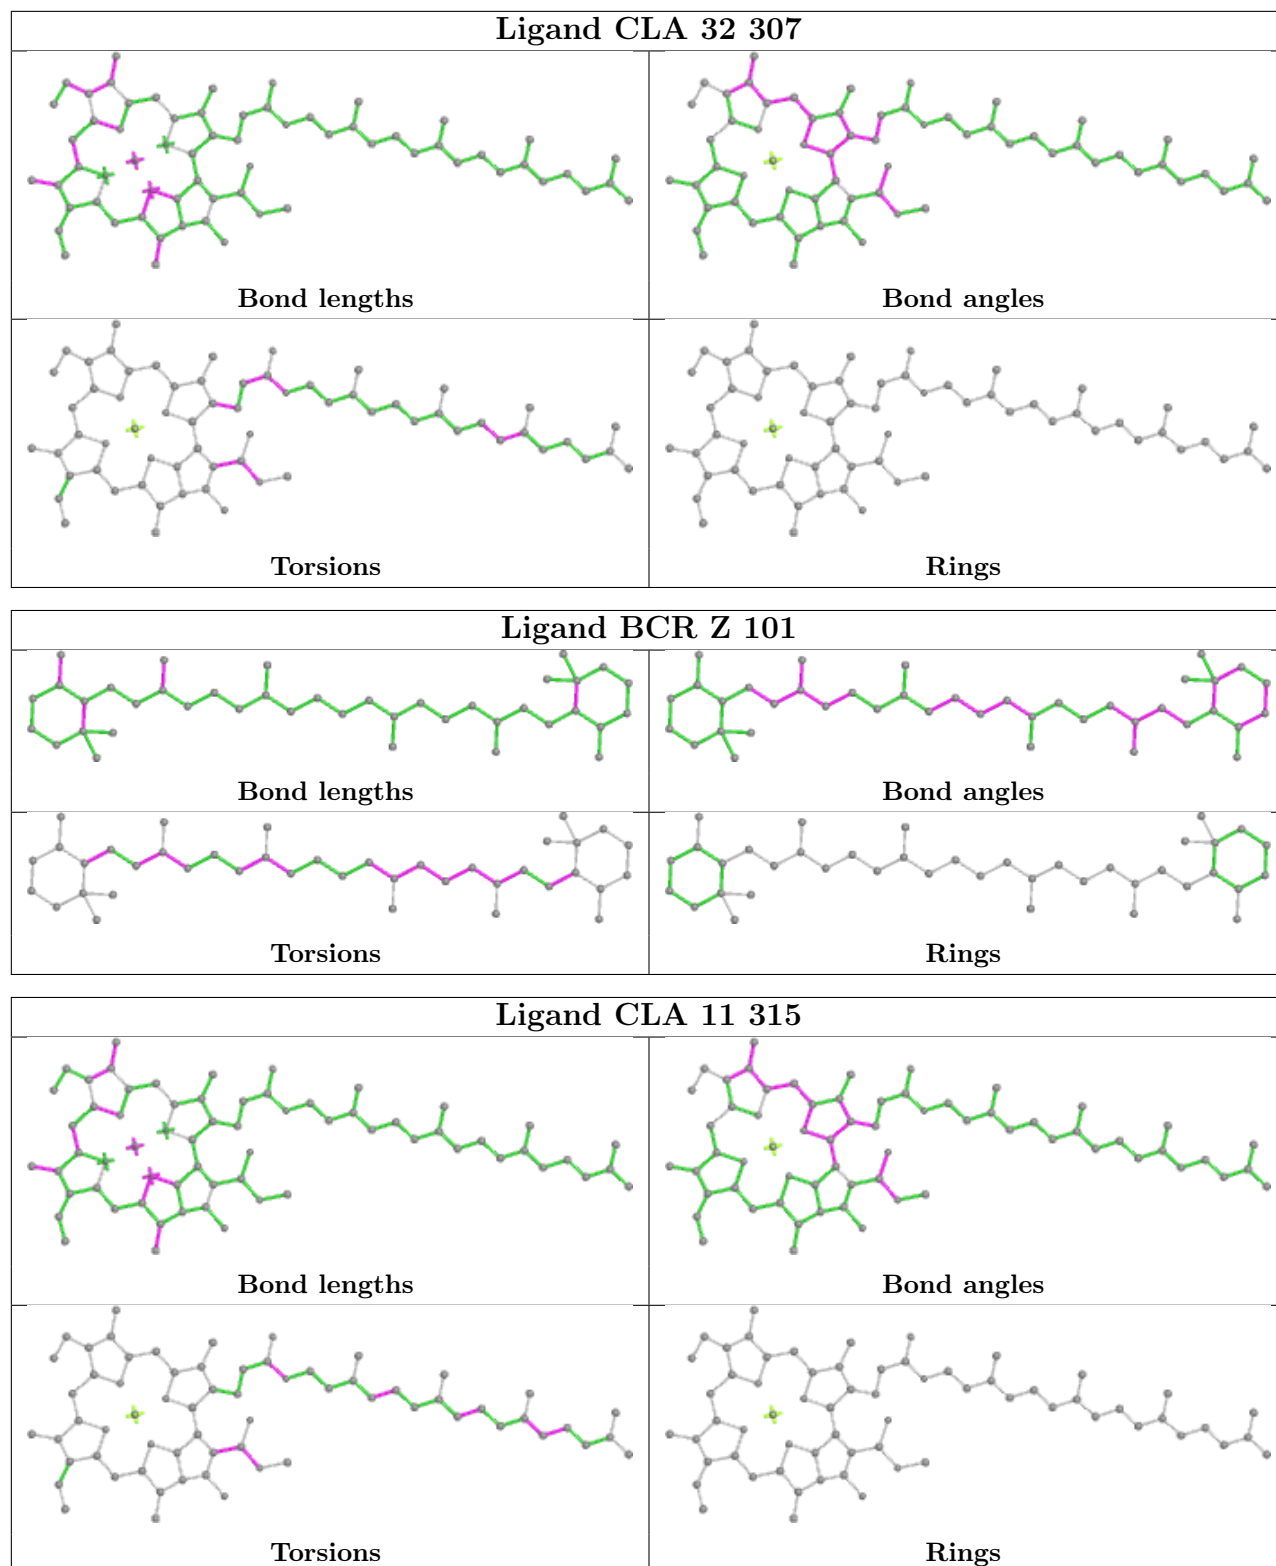 Ligand CLA 32 307
Bond lengths
Bond angles
Torsions
Rings
Ligand BCR Z 101
Bond lengths
Bond angles
Torsions
Rings
Ligand CLA 11 315
Bond lengths
Bond angles
Torsions
Rings